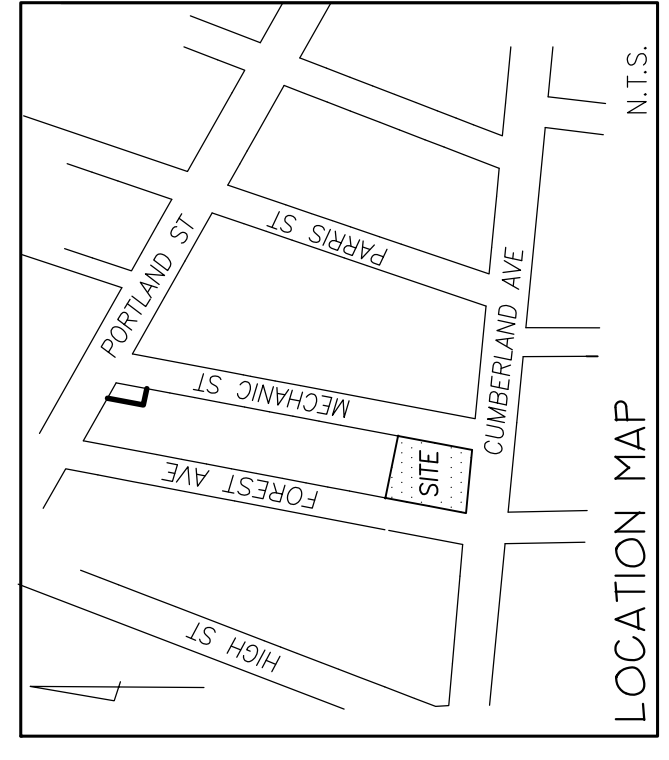 PORTLAND ST
PARRIS ST
MECHANIC ST
CUMBERLAND AVE
FOREST AVE
SITE
HIGH ST
LOCATION MAP
N.T.S.